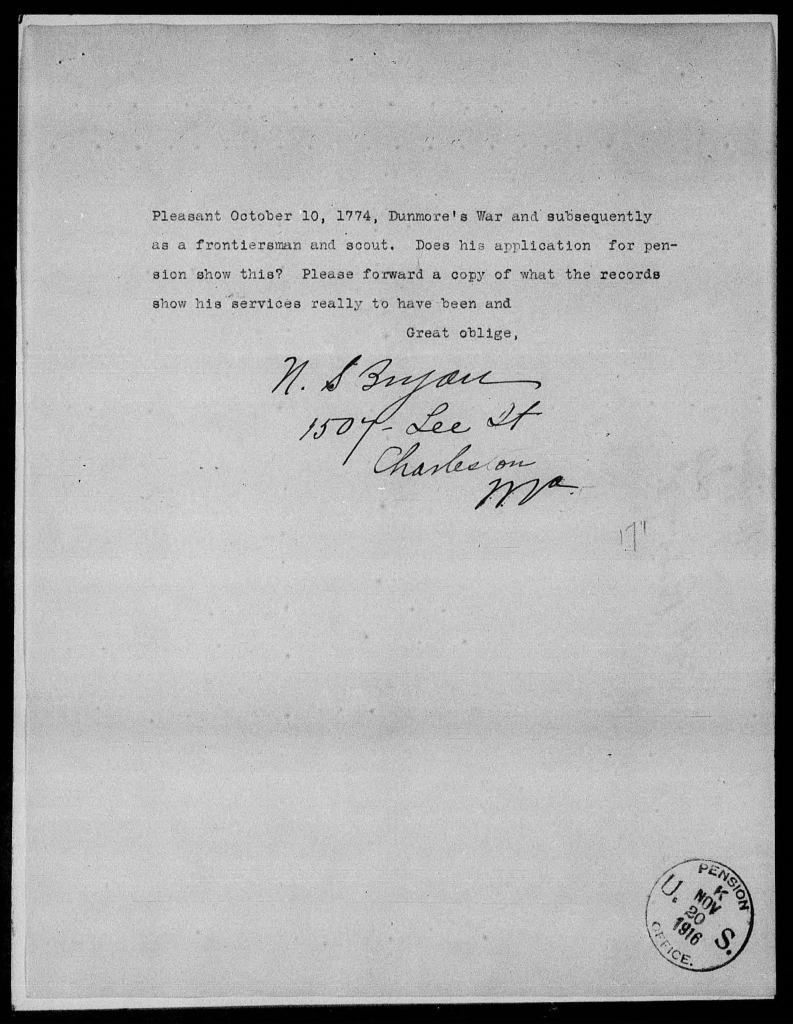 Pleasant October 10, 1774, Dunmore's War and subsequently
as a frontiersman and scout. Does his application for pen-
sion show this? Please forward a copy of what the records
show his services really to have been and
Great oblige,
N. S Bryan
1507- Lee St
Charleston
W.Va.
17"
PENSION
K
U. S.
NOV
20
1916
OFFICE.